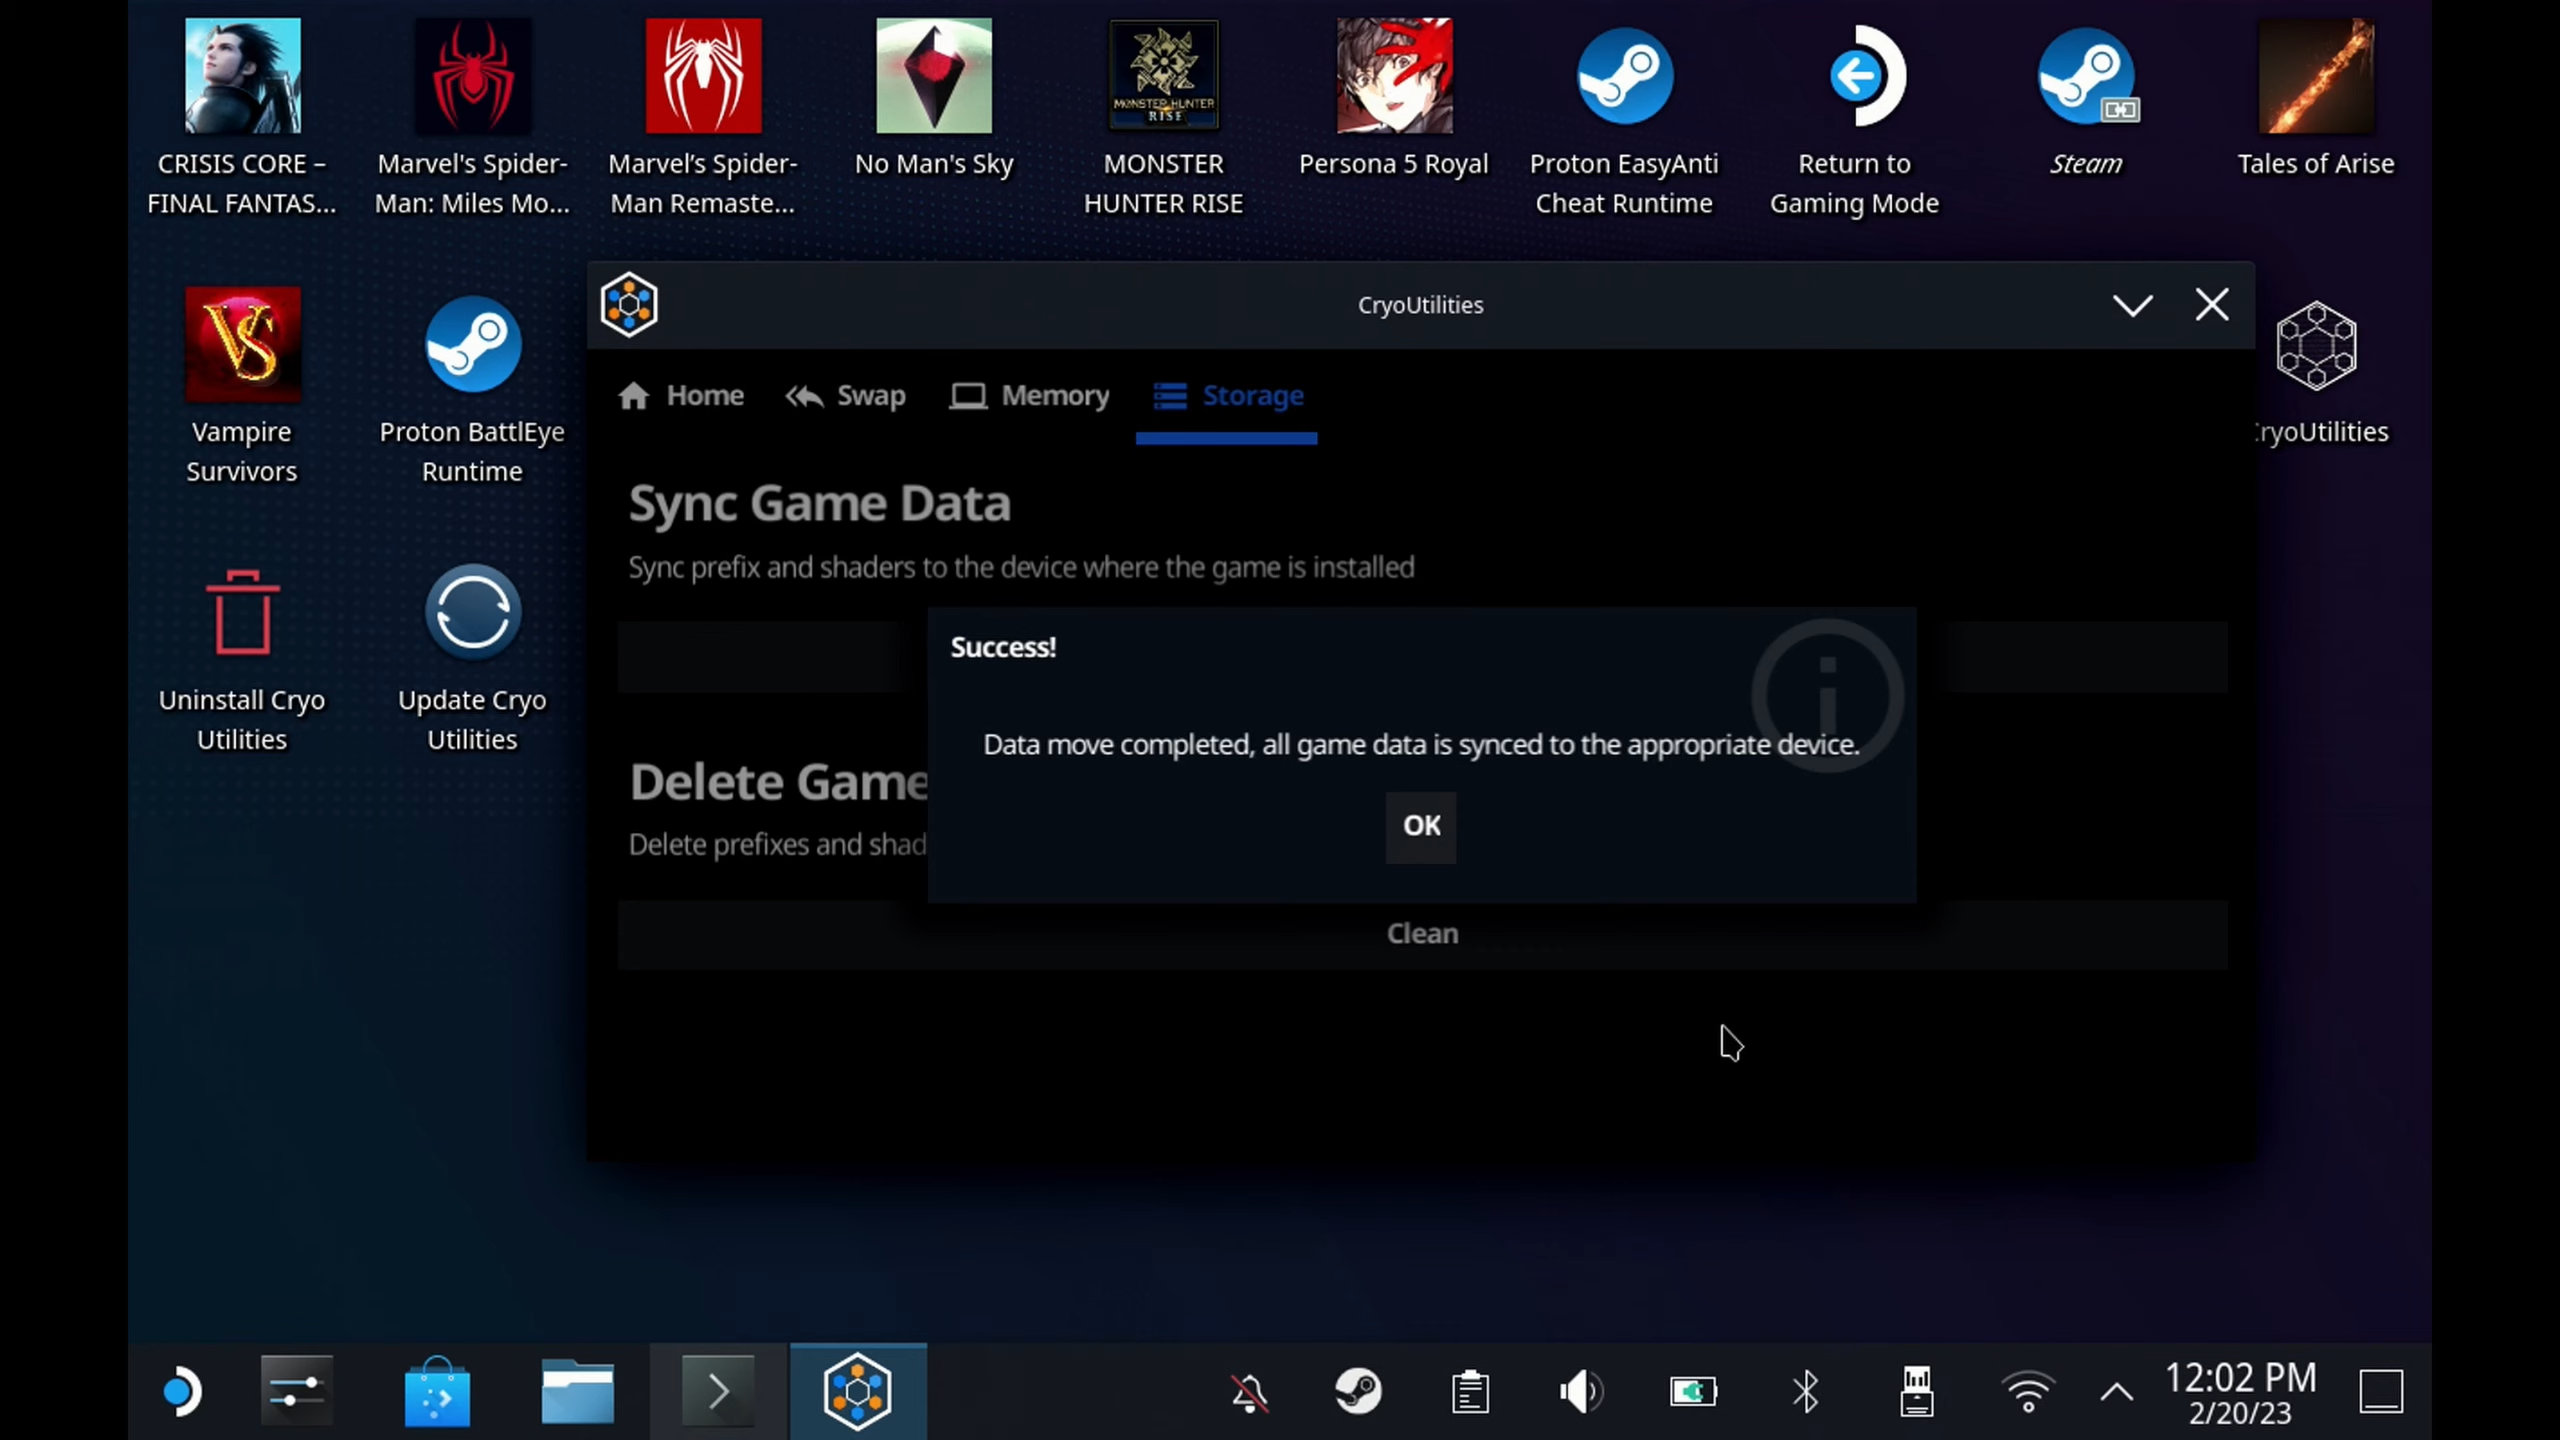 CRISIS CORE –
FINAL FANTAS...
Marvel's Spider-
Man: Miles Mo...
Marvel’s Spider-
Man Remaste...
No Man's Sky
MONSTER HUNTER
RISE
MONSTER
HUNTER RISE
Persona 5 Royal
Proton EasyAnti
Cheat Runtime
Return to
Gaming Mode
Steam
Tales of Arise
VS
Vampire
Survivors
Proton BattlEye
Runtime
CryoUtilities
ryoUtilities
Home
Swap
Memory
Storage
Sync Game Data
Sync prefix and shaders to the device where the game is installed
Uninstall Cryo
Utilities
Update Cryo
Utilities
Success!
Data move completed, all game data is synced to the appropriate device.
OK
Delete Game
Delete prefixes and shad
Clean
12:02 PM
2/20/23